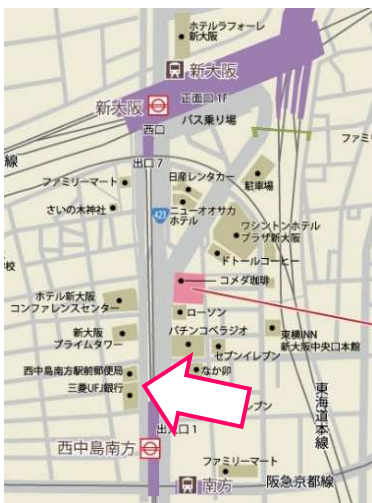 ホテルラフォーレ
新大阪
新大阪
新大阪
正面口1F
バス乗り場
西口
線
出口7
ファミ
ファミリーマート
日産レンタカー
駐車場
さいの木神社
423
ニューオオサカ
ホテル
ワシントンホテル
プラザ新大阪
学校
ドトールコーヒー
コメダ珈琲
ホテル新大阪
コンファレンスセンター
ローソン
新大阪
プライムタワー
パチンコベラジオ
東横INN
新大阪中央口本館
セブンイレブン
西中島南方駅前郵便局
なか卯
三菱UFJ銀行
ブン
東海道本線
出口1
西中島南方
ファミリーマート
南方
阪急京都線